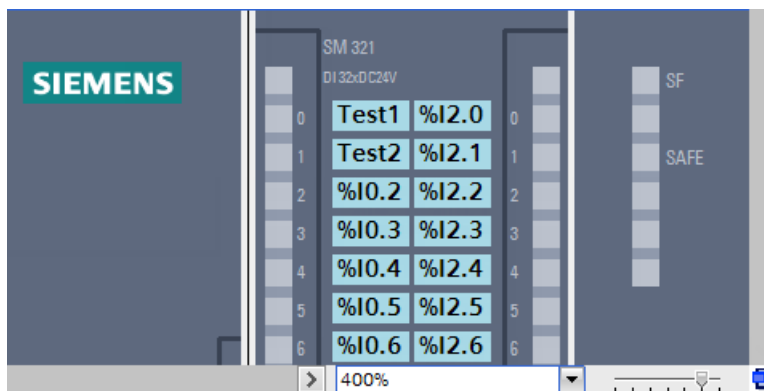 SIEMENS
SM 321
DI 32xDC24V
SF
0 Test1 %I2.0 0
1 Test2 %I2.1 1
SAFE
2 %I0.2 %I2.2 2
3 %I0.3 %I2.3 3
4 %I0.4 %I2.4 4
5 %I0.5 %I2.5 5
6 %I0.6 %I2.6 6
400%